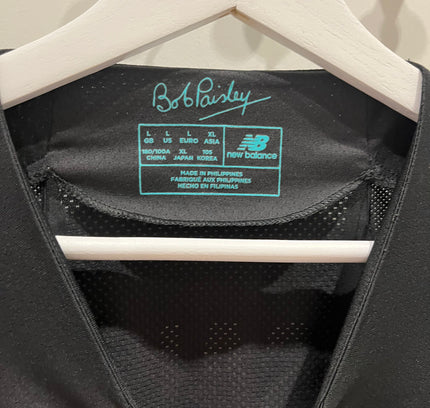 Bob Paisley
L L L XL
GB US EURO ASIA
180/100A XL 105
CHINA JAPAN KOREA
NB
new balance
MADE IN PHILIPPINES
FABRIQUÉ AUX PHILIPPINES
HECHO EN FILIPINAS